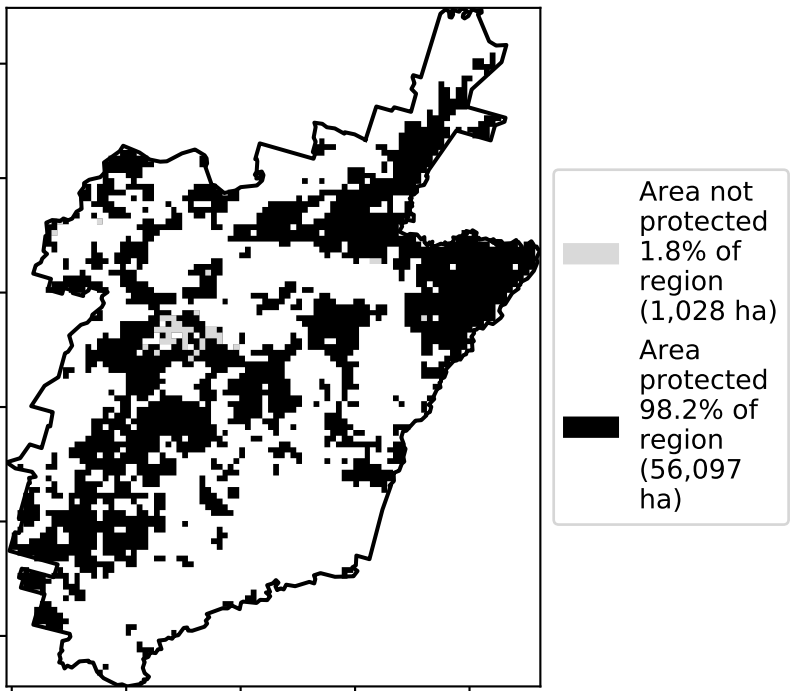 Area not
protected
1.8% of
region
(1,028 ha)
Area
protected
98.2% of
region
(56,097
ha)